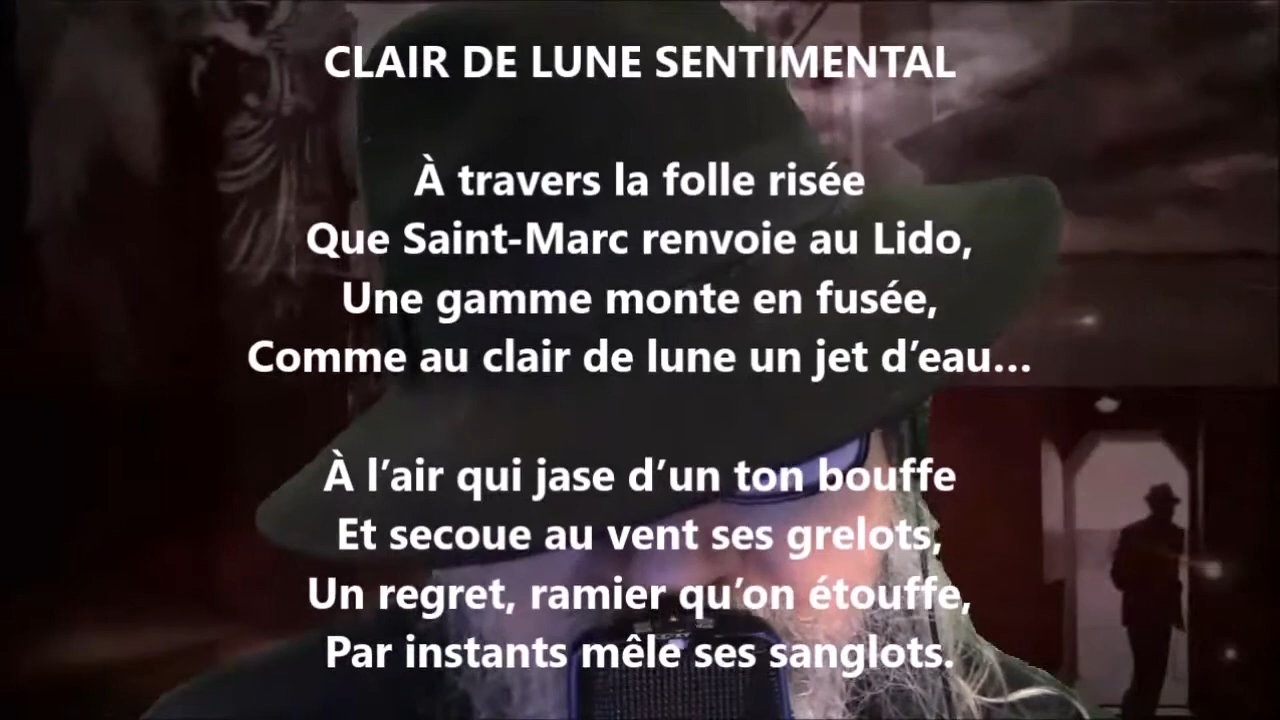 CLAIR DE LUNE SENTIMENTAL
À travers la folle risée
Que Saint-Marc renvoie au Lido,
Une gamme monte en fusée,
Comme au clair de lune un jet d’eau…
À l’air qui jase d’un ton bouffe
Et secoue au vent ses grelots,
Un regret, ramier qu’on étouffe,
Par instants mêle ses sanglots.